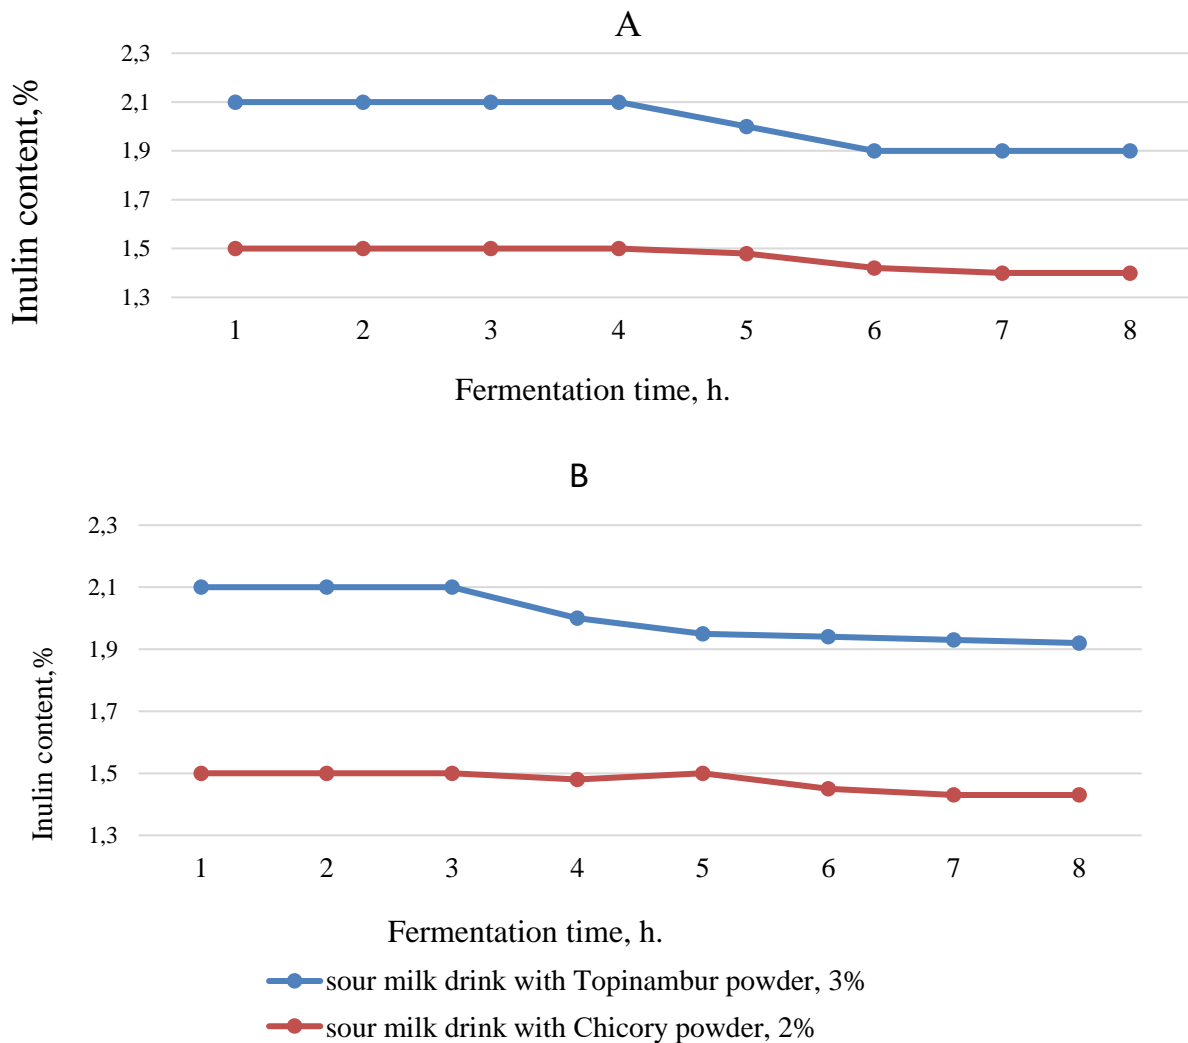 A
2,3
2,1
1,9
1,7
1,5
1,3
Inulin content,%
1 2 3 4 5 6 7 8
Fermentation time, h.
B
2,3
2,1
1,9
1,7
1,5
1,3
Inulin content,%
1 2 3 4 5 6 7 8
Fermentation time, h.
sour milk drink with Topinambur powder, 3%
sour milk drink with Chicory powder, 2%